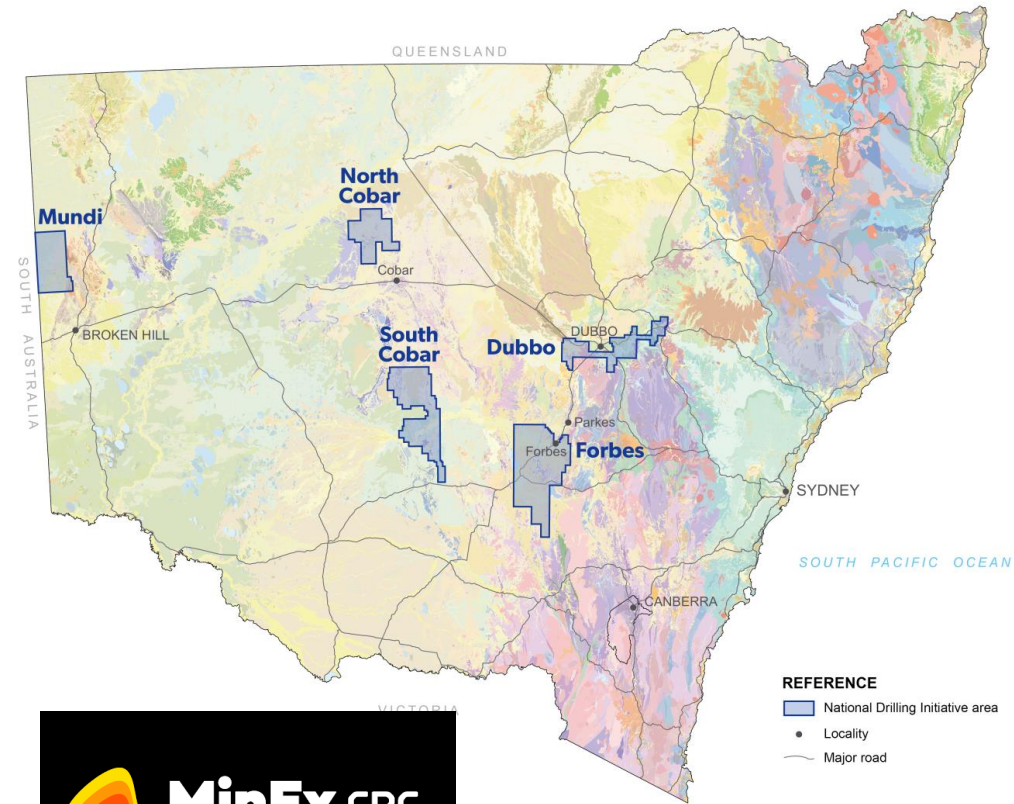 QUEENSLAND
North
Cobar
Mundi
Cobar
SOUTH AUSTRALIA
BROKEN HILL
South
Cobar
DUBBO
Dubbo
Parkes
Forbes
Forbes
SYDNEY
SOUTH PACIFIC OCEAN
CANBERRA
REFERENCE
National Drilling Initiative area
Locality
Major road
VICTORIA
MinEx CRC